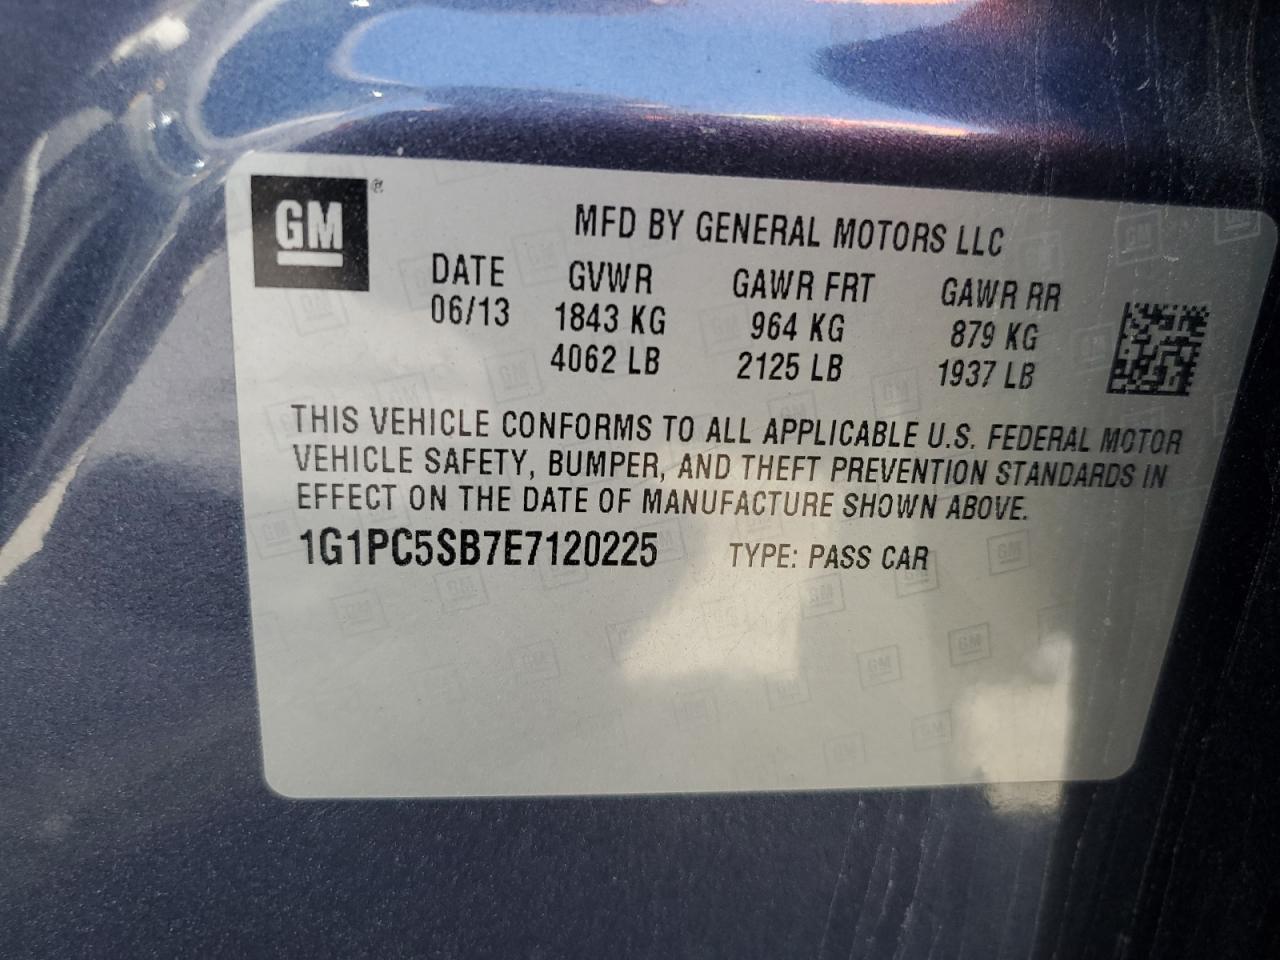 GM®
MFD BY GENERAL MOTORS LLC
DATE GVWR GAWR FRT GAWR RR
06/13 1843 KG 964 KG 879 KG
4062 LB 2125 LB 1937 LB
THIS VEHICLE CONFORMS TO ALL APPLICABLE U.S. FEDERAL MOTOR
VEHICLE SAFETY, BUMPER, AND THEFT PREVENTION STANDARDS IN
EFFECT ON THE DATE OF MANUFACTURE SHOWN ABOVE.
1G1PC5SB7E7120225 TYPE: PASS CAR